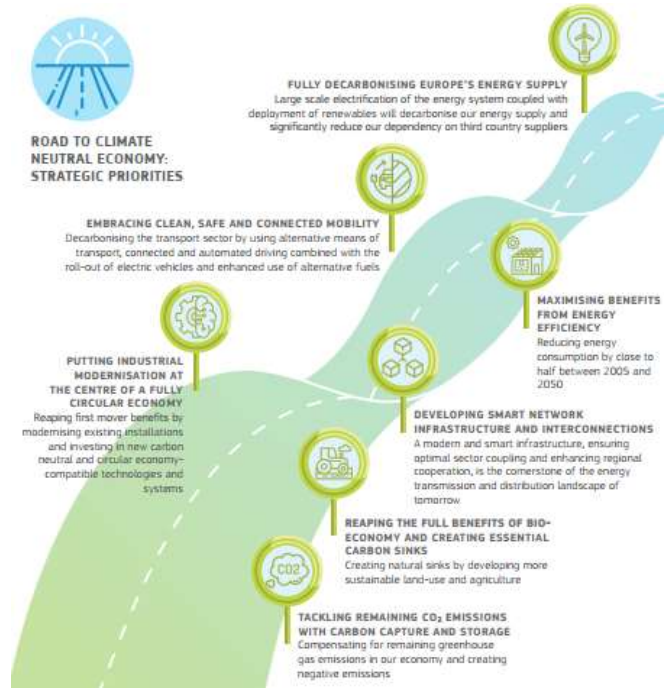 FULLY DECARBONISING EUROPE'S ENERGY SUPPLY
Large scale electrification of the energy system coupled with
deployment of renewables will decarbonise our energy supply and
significantly reduce our dependency on third country suppliers
ROAD TO CLIMATE
NEUTRAL ECONOMY:
STRATEGIC PRIORITIES
EMBRACING CLEAN, SAFE AND CONNECTED MOBILITY
Decarbonising the transport sector by using alternative means of
transport, connected and automated driving combined with the
roll-out of electric vehicles and enhanced use of alternative fuels
MAXIMISING BENEFITS
FROM ENERGY
EFFICIENCY
Reducing energy
consumption by close to
half between 2005 and
2050
PUTTING INDUSTRIAL
MODERNISATION AT
THE CENTRE OF A FULLY
CIRCULAR ECONOMY
Reaping first mover benefits by
modernising existing installations
and investing in new carbon
neutral and circular economy-
compatible technologies and
systems
DEVELOPING SMART NETWORK
INFRASTRUCTURE AND INTERCONNECTIONS
A modern and smart infrastructure, ensuring
optimal sector coupling and enhancing regional
cooperation, is the cornerstone of the energy
transmission and distribution landscape of
tomorrow
REAPING THE FULL BENEFITS OF BIO-
ECONOMY AND CREATING ESSENTIAL
CARBON SINKS
Creating natural sinks by developing more
sustainable land-use and agriculture
CO2
TACKLING REMAINING CO₂ EMISSIONS
WITH CARBON CAPTURE AND STORAGE
Compensating for remaining greenhouse
gas emissions in our economy and creating
negative emissions